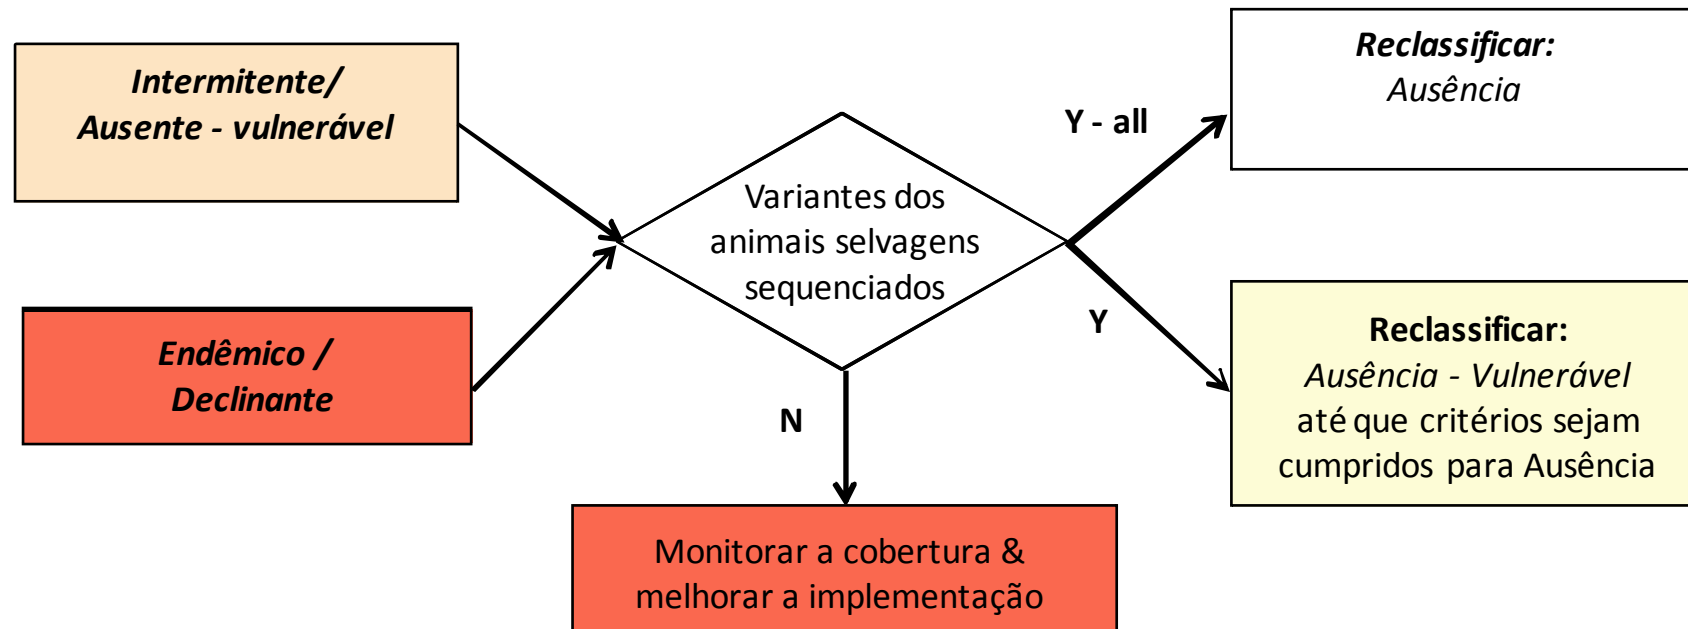 Intermitente/
Ausente - vulnerável
Endêmico /
Declinante
Variantes dos
animais selvagens
sequenciados
Y - all
Reclassificar:
Ausência
Y
Reclassificar:
Ausência - Vulnerável
até que critérios sejam
cumpridos para Ausência
N
Monitorar a cobertura &
melhorar a implementação